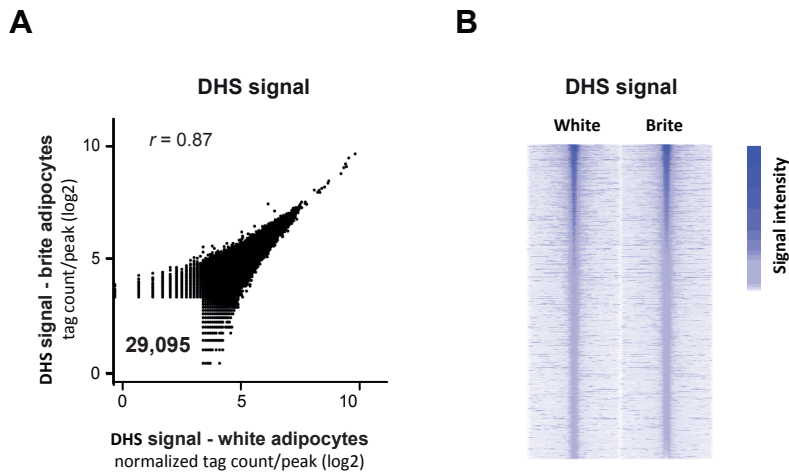 A
DHS signal
r = 0.87
10
5
0
29,095
0
5
10
DHS signal - brite adipocytes
tag count/peak (log2)
DHS signal - white adipocytes
normalized tag count/peak (log2)
B
DHS signal
White
Brite
Signal intensity